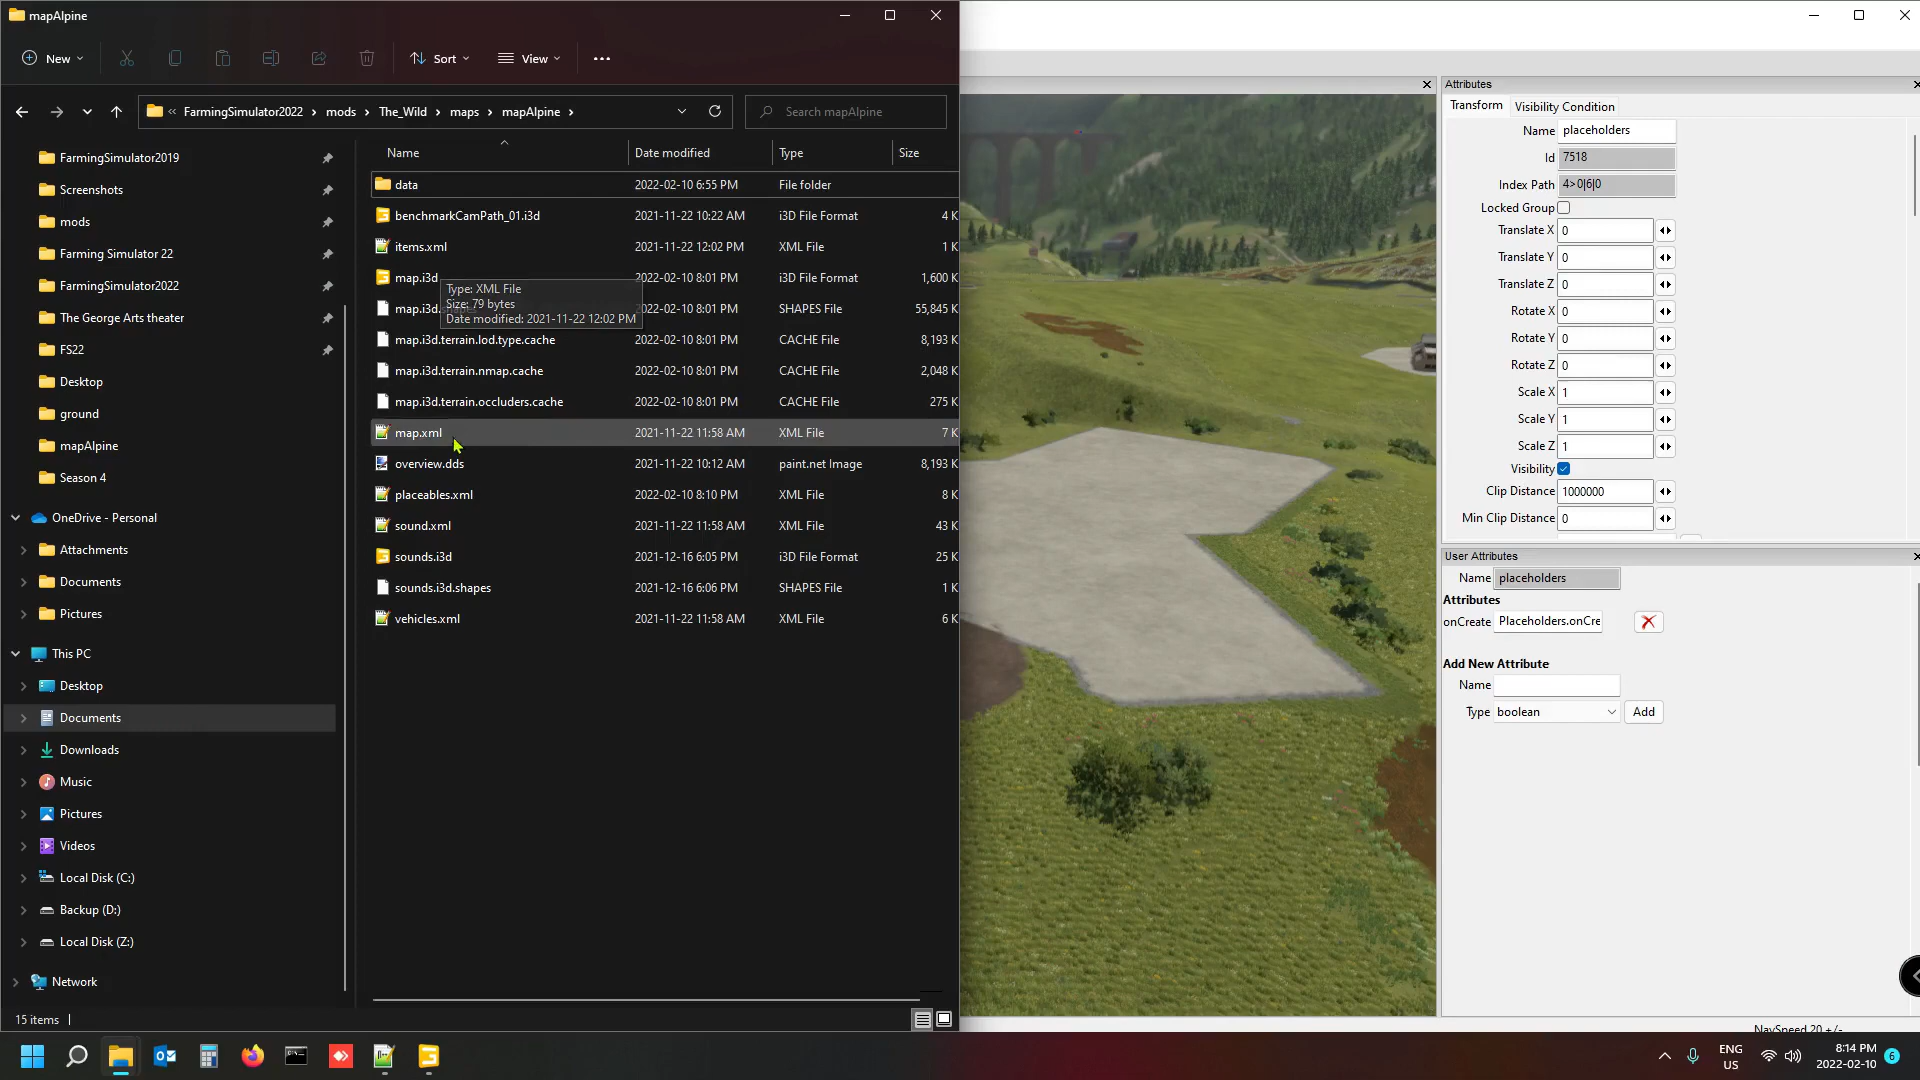 mapAlpine
New
Sort
View
FarmingSimulator2022 > mods > The_Wild > maps > mapAlpine >
Search mapAlpine
FarmingSimulator2019
Screenshots
mods
Farming Simulator 22
FarmingSimulator2022
The George Arts theater
FS22
Desktop
ground
mapAlpine
Season 4
OneDrive - Personal
Attachments
Documents
Pictures
This PC
Desktop
Documents
Downloads
Music
Pictures
Videos
Local Disk (C:)
Backup (D:)
Local Disk (Z:)
Network
15 items
Name Date modified Type Size
data 2022-02-10 6:55 PM File folder
benchmarkCamPath_01.i3d 2021-11-22 10:22 AM i3D File Format 4 K
items.xml 2021-11-22 12:02 PM XML File 1 K
map.i3d 2022-02-10 8:01 PM i3D File Format 1,600 K
map.i3d.shapes 2022-02-10 8:01 PM SHAPES File 55,845 K
Type: XML File
Size: 79 bytes
Date modified: 2021-11-22 12:02 PM
map.i3d.terrain.lod.type.cache 2022-02-10 8:01 PM CACHE File 8,193 K
map.i3d.terrain.nmap.cache 2022-02-10 8:01 PM CACHE File 2,048 K
map.i3d.terrain.occluders.cache 2022-02-10 8:01 PM CACHE File 275 K
map.xml 2021-11-22 11:58 AM XML File 7 K
overview.dds 2021-11-22 10:12 AM paint.net Image 8,193 K
placeables.xml 2022-02-10 8:10 PM XML File 8 K
sound.xml 2021-11-22 11:58 AM XML File 43 K
sounds.i3d 2021-12-16 6:05 PM i3D File Format 25 K
sounds.i3d.shapes 2021-12-16 6:06 PM SHAPES File 1 K
vehicles.xml 2021-11-22 11:58 AM XML File 6 K
Attributes
Transform Visibility Condition
Name placeholders
Id 7518
Index Path 4>0|6|0
Locked Group
Translate X 0
Translate Y 0
Translate Z 0
Rotate X 0
Rotate Y 0
Rotate Z 0
Scale X 1
Scale Y 1
Scale Z 1
Visibility
Clip Distance 1000000
Min Clip Distance 0
User Attributes
Name placeholders
Attributes
onCreate Placeholders.onCre
Add New Attribute
Name
Type boolean Add
NavSpeed 20 +/-
ENG
US
8:14 PM
2022-02-10
6